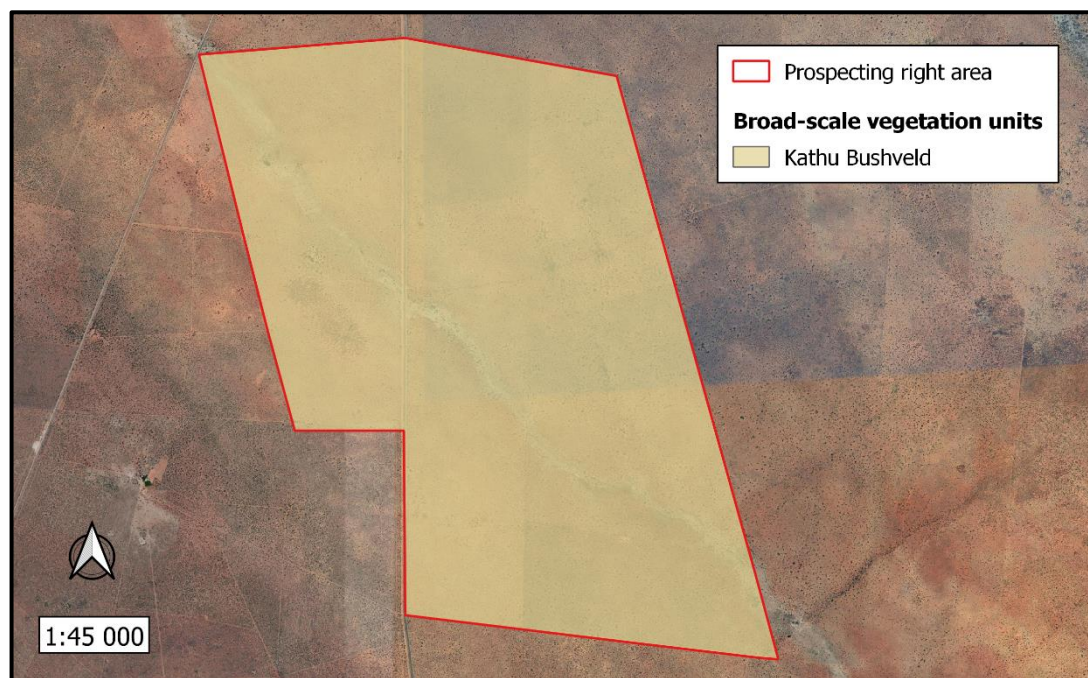 Prospecting right area
Broad-scale vegetation units
Kathu Bushveld
1:45 000